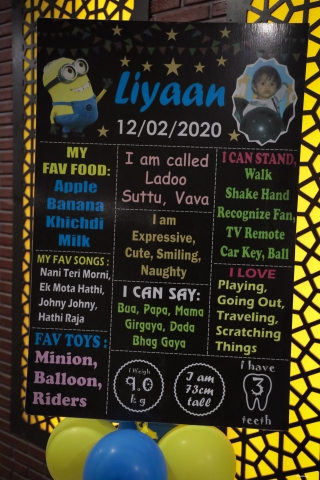 Liyaan
12/02/2020
MY
FAV FOOD:
Apple
Banana
Khichdi
Milk
MY FAV SONGS :
Nani Teri Morni,
Ek Mota Hathi,
Johny Johny,
Hathi Raja
FAV TOYS :
Minion,
Balloon,
Riders
I am called
Ladoo
Suttu, Vava
I am
Expressive,
Cute, Smiling,
Naughty
I CAN SAY:
Bua, Papa, Mama
Girgaya, Dada
Bhag Gaya
I Weigh
9.0
kg
I am
73cm
tall
I CAN STAND,
Walk
Shake Hand
Recognize Fan,
TV Remote
Car Key, Ball
I LOVE
Playing,
Going Out,
Traveling,
Scratching
Things
I have
3
teeth